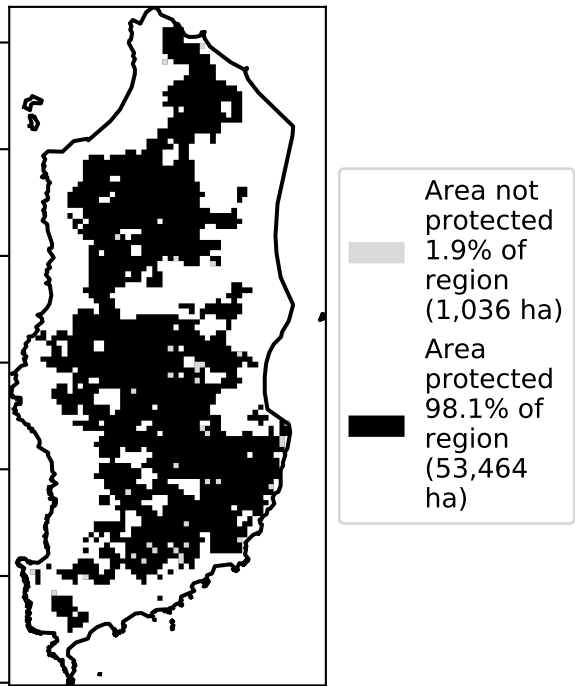 Area not
protected
1.9% of
region
(1,036 ha)
Area
protected
98.1% of
region
(53,464
ha)